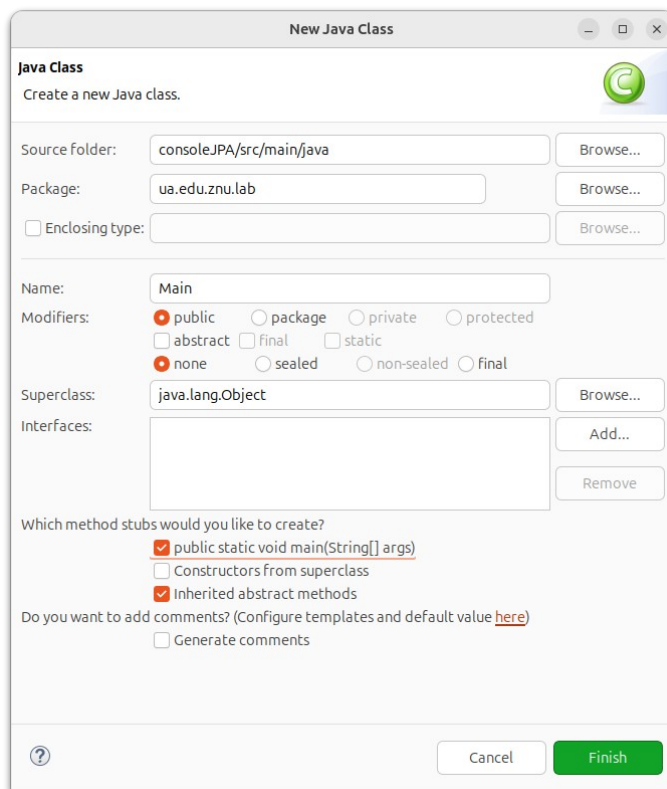 New Java Class
Java Class
Create a new Java class.
Source folder: consoleJPA/src/main/java Browse...
Package: ua.edu.znu.lab Browse...
Enclosing type: Browse...
Name: Main
Modifiers: public package private protected
abstract final static
none sealed non-sealed final
Superclass: java.lang.Object Browse...
Interfaces: Add...
Remove
Which method stubs would you like to create?
public static void main(String[] args)
Constructors from superclass
Inherited abstract methods
Do you want to add comments? (Configure templates and default value here)
Generate comments
? Cancel Finish